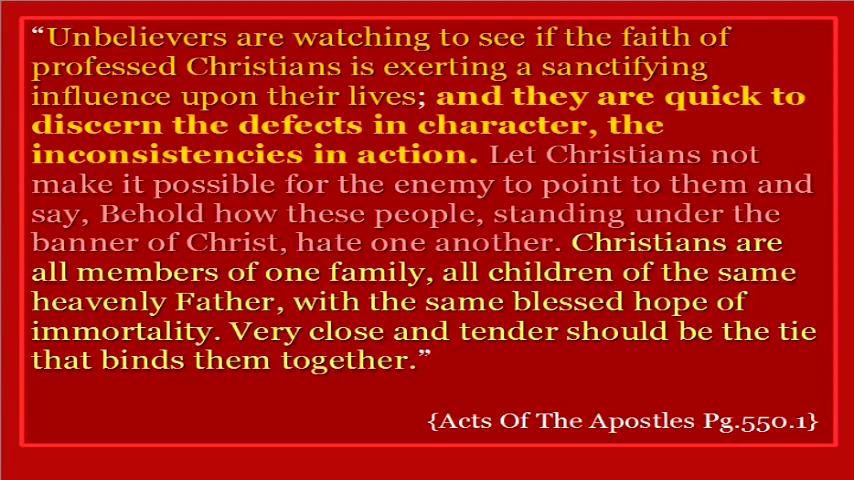 “Unbelievers are watching to see if the faith of
professed Christians is exerting a sanctifying
influence upon their lives; and they are quick to
discern the defects in character, the
inconsistencies in action. Let Christians not
make it possible for the enemy to point to them and
say, Behold how these people, standing under the
banner of Christ, hate one another. Christians are
all members of one family, all children of the same
heavenly Father, with the same blessed hope of
immortality. Very close and tender should be the tie
that binds them together.”
{Acts Of The Apostles Pg.550.1}